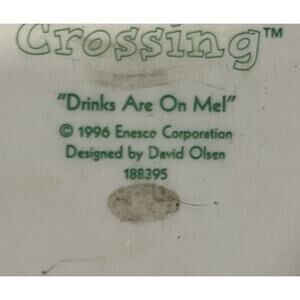 Crossing™
"Drinks Are On Me!"
© 1996 Enesco Corporation
Designed by David Olsen
188395